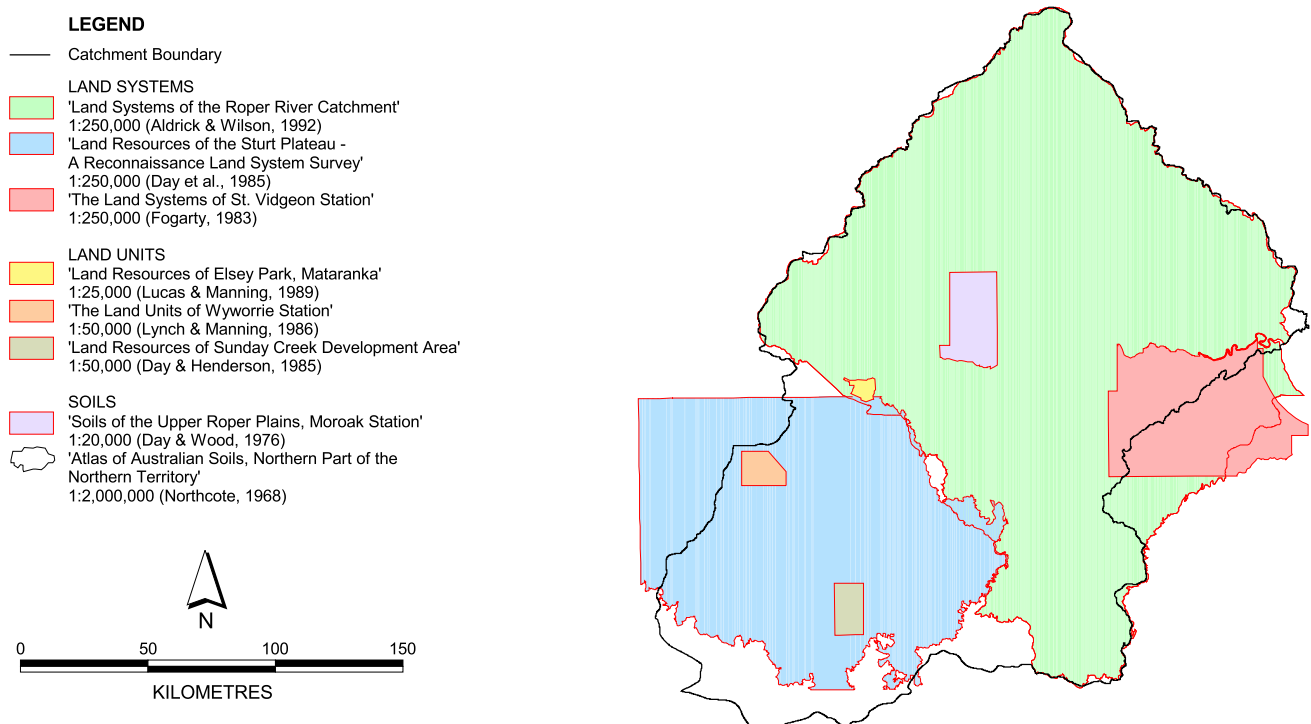 LEGEND
Catchment Boundary
LAND SYSTEMS
'Land Systems of the Roper River Catchment'
1:250,000 (Aldrick & Wilson, 1992)
'Land Resources of the Sturt Plateau -
A Reconnaissance Land System Survey'
1:250,000 (Day et al., 1985)
'The Land Systems of St. Vidgeon Station'
1:250,000 (Fogarty, 1983)
LAND UNITS
'Land Resources of Elsey Park, Mataranka'
1:25,000 (Lucas & Manning, 1989)
'The Land Units of Wyworrie Station'
1:50,000 (Lynch & Manning, 1986)
'Land Resources of Sunday Creek Development Area'
1:50,000 (Day & Henderson, 1985)
SOILS
'Soils of the Upper Roper Plains, Moroak Station'
1:20,000 (Day & Wood, 1976)
'Atlas of Australian Soils, Northern Part of the
Northern Territory'
1:2,000,000 (Northcote, 1968)
N
0 50 100 150
KILOMETRES